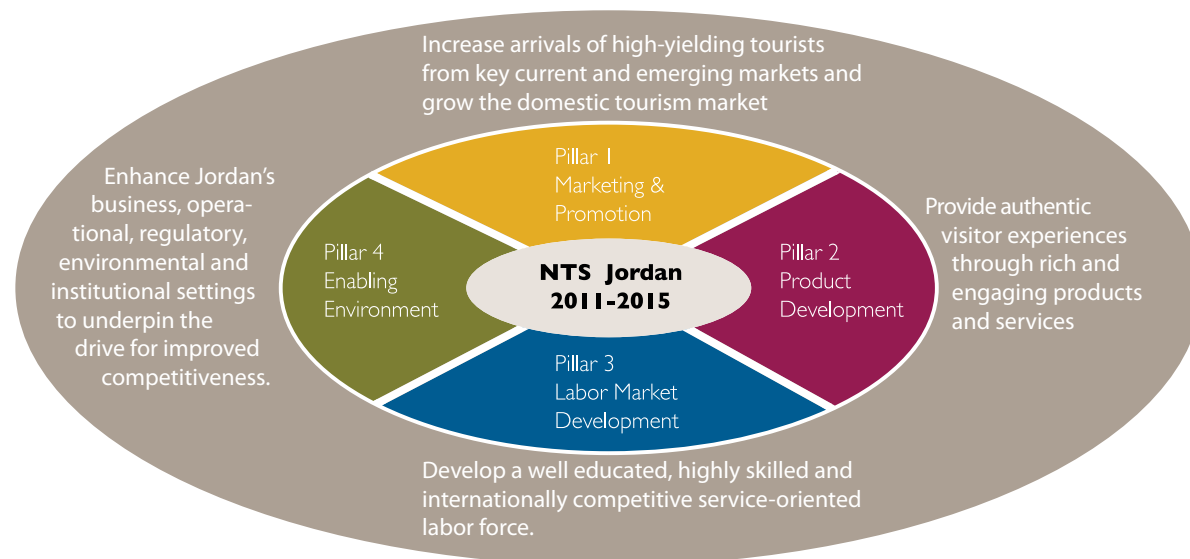 Increase arrivals of high-yielding tourists
from key current and emerging markets and
grow the domestic tourism market
Pillar 1
Marketing &
Promotion
Enhance Jordan's
business, opera-
tional, regulatory,
environmental and
institutional settings
to underpin the
drive for improved
competitiveness.
Pillar 4
Enabling
Environment
NTS Jordan
2011-2015
Pillar 2
Product
Development
Provide authentic
visitor experiences
through rich and
engaging products
and services
Pillar 3
Labor Market
Development
Develop a well educated, highly skilled and
internationally competitive service-oriented
labor force.